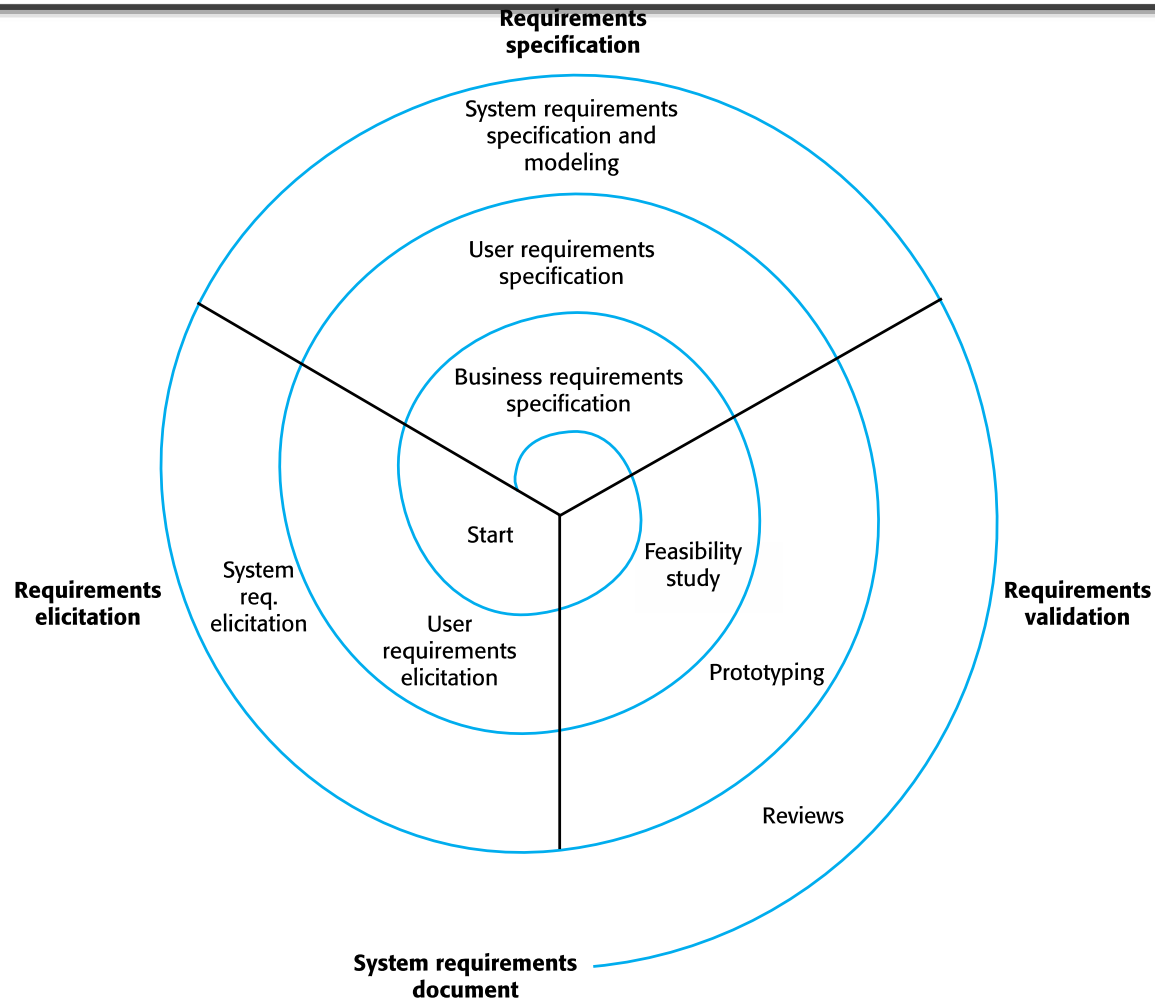 Requirements
specification
System requirements
specification and
modeling
User requirements
specification
Business requirements
specification
Start
Feasibility
study
System
req.
elicitation
Requirements
elicitation
Requirements
validation
User
requirements
elicitation
Prototyping
Reviews
System requirements
document